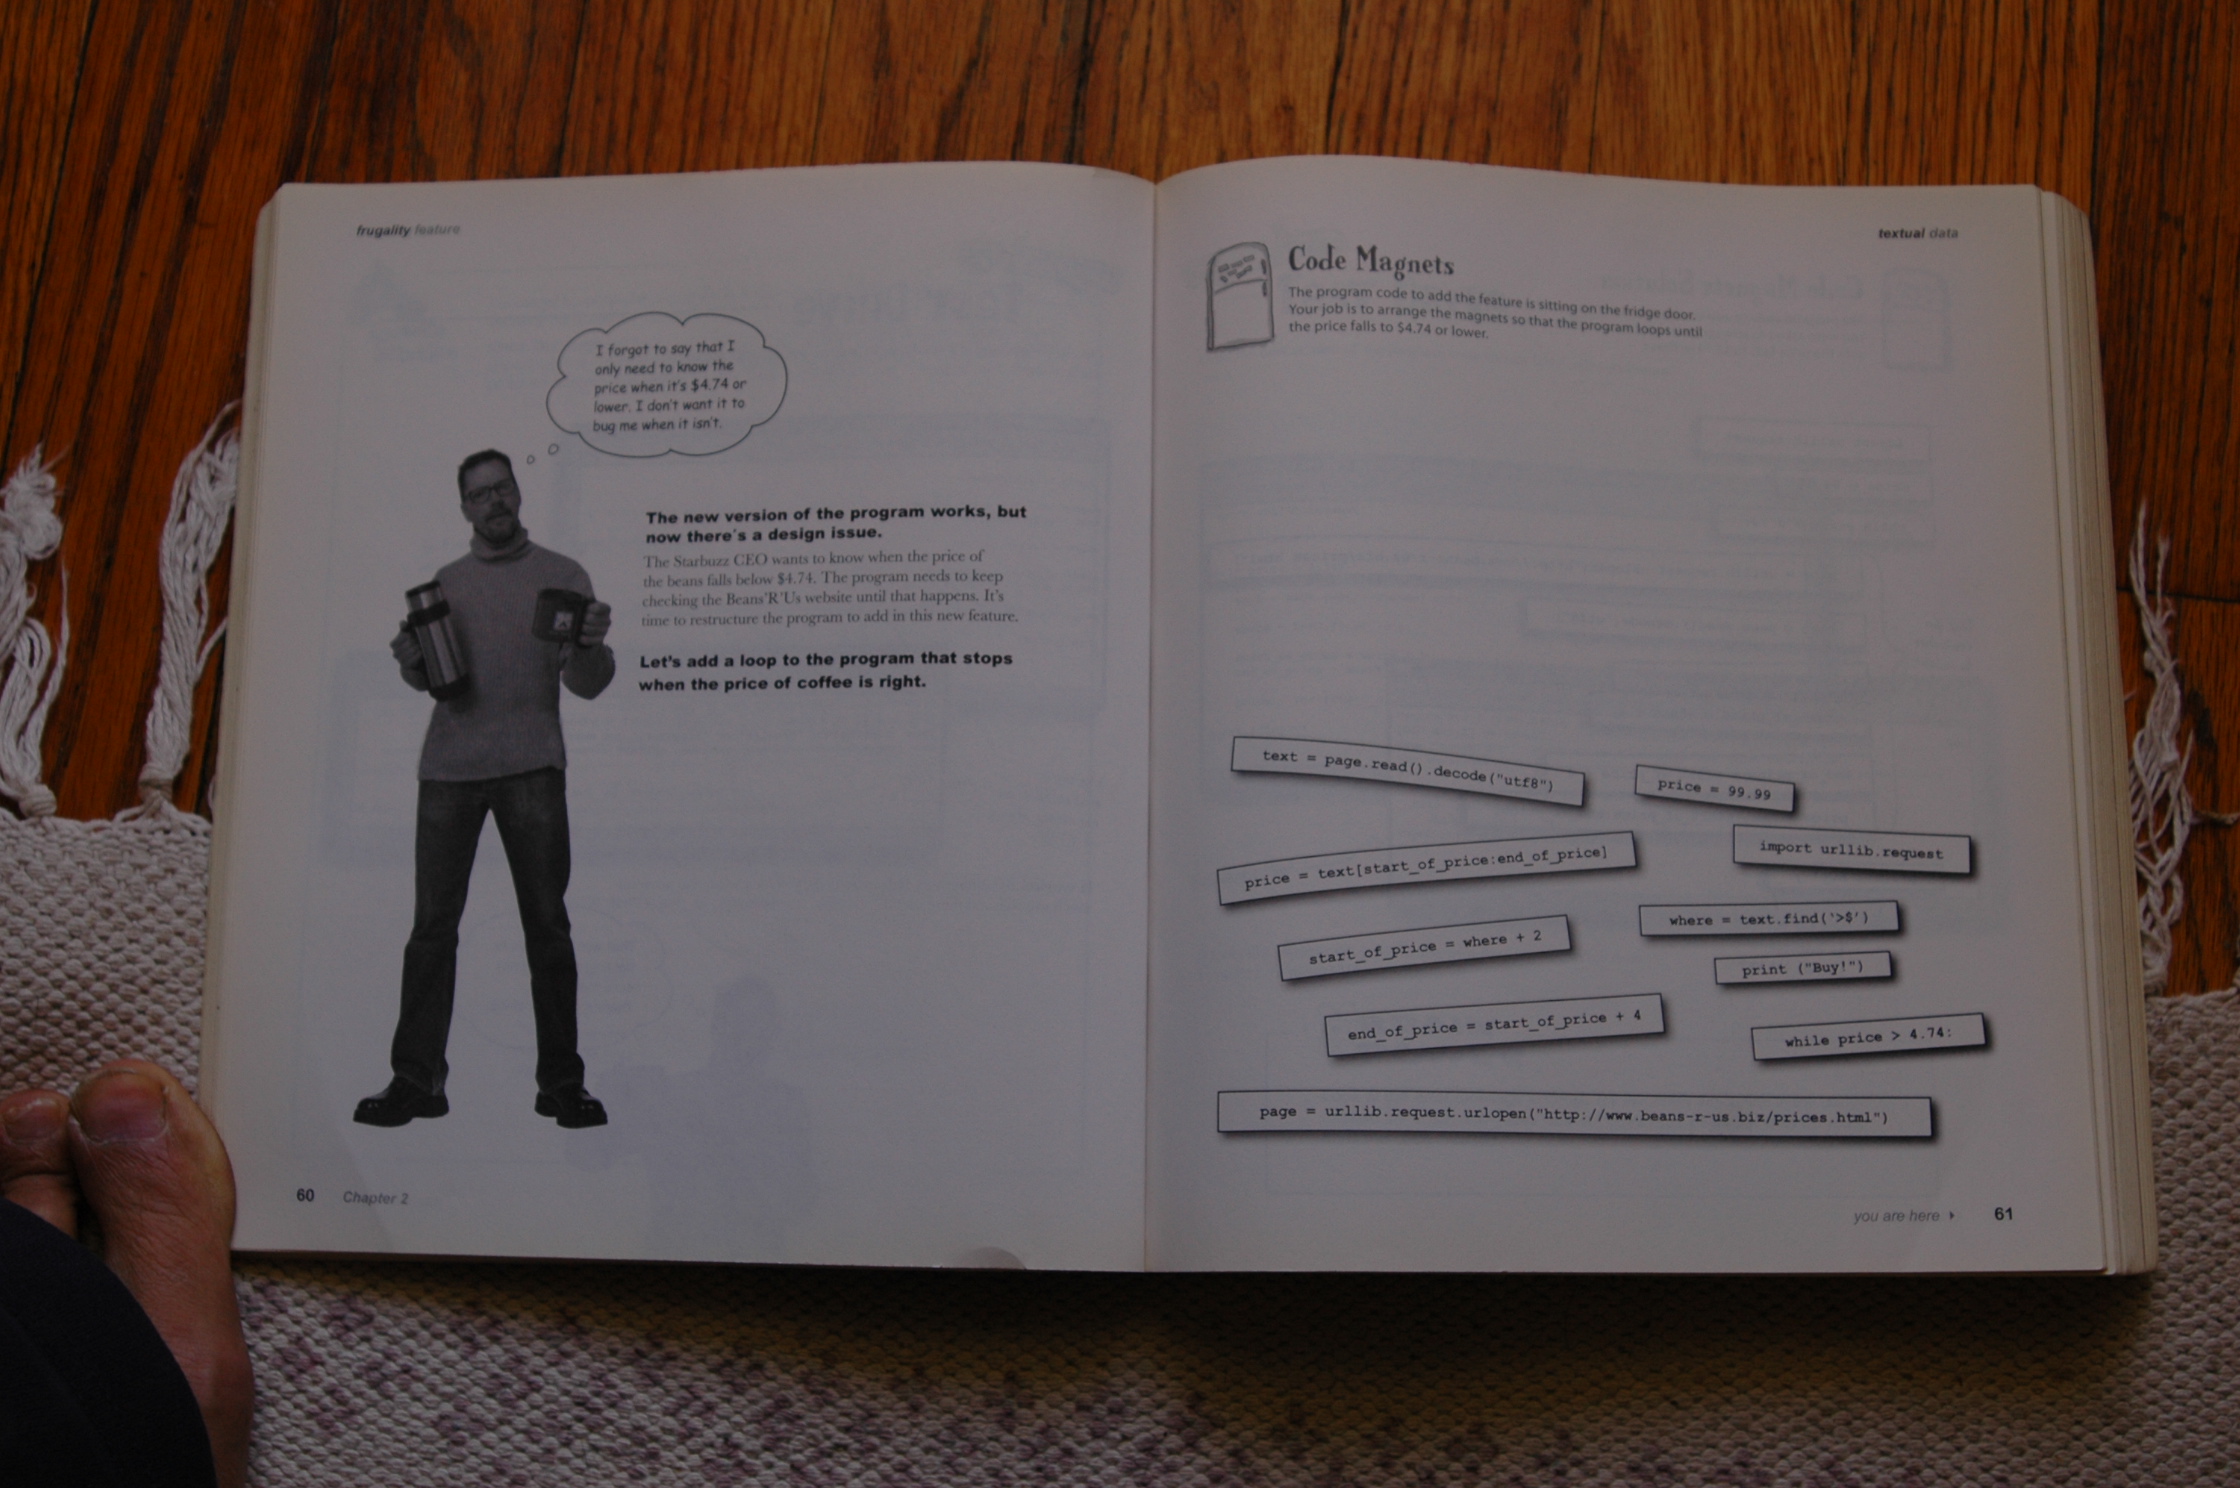 frugality feature
I forgot to say that I
only need to know the
price when it's $4.74 or
lower. I don't want it to
bug me when it isn't.
The new version of the program works, but
now there's a design issue.
The Starbuzz CEO wants to know when the price of
the beans falls below $4.74. The program needs to keep
checking the Beans'R'Us website until that happens. It's
time to restructure the program to add in this new feature.
Let's add a loop to the program that stops
when the price of coffee is right.
60 Chapter 2
textual data
Code Magnets
The program code to add the feature is sitting on the fridge door.
Your job is to arrange the magnets so that the program loops until
the price falls to $4.74 or lower.
text = page.read().decode("utf8")
price = 99.99
price = text[start_of_price:end_of_price]
import urllib.request
where = text.find('>$')
start_of_price = where + 2
print ("Buy!")
end_of_price = start_of_price + 4
while price > 4.74:
page = urllib.request.urlopen("http://www.beans-r-us.biz/prices.html")
you are here ▸ 61